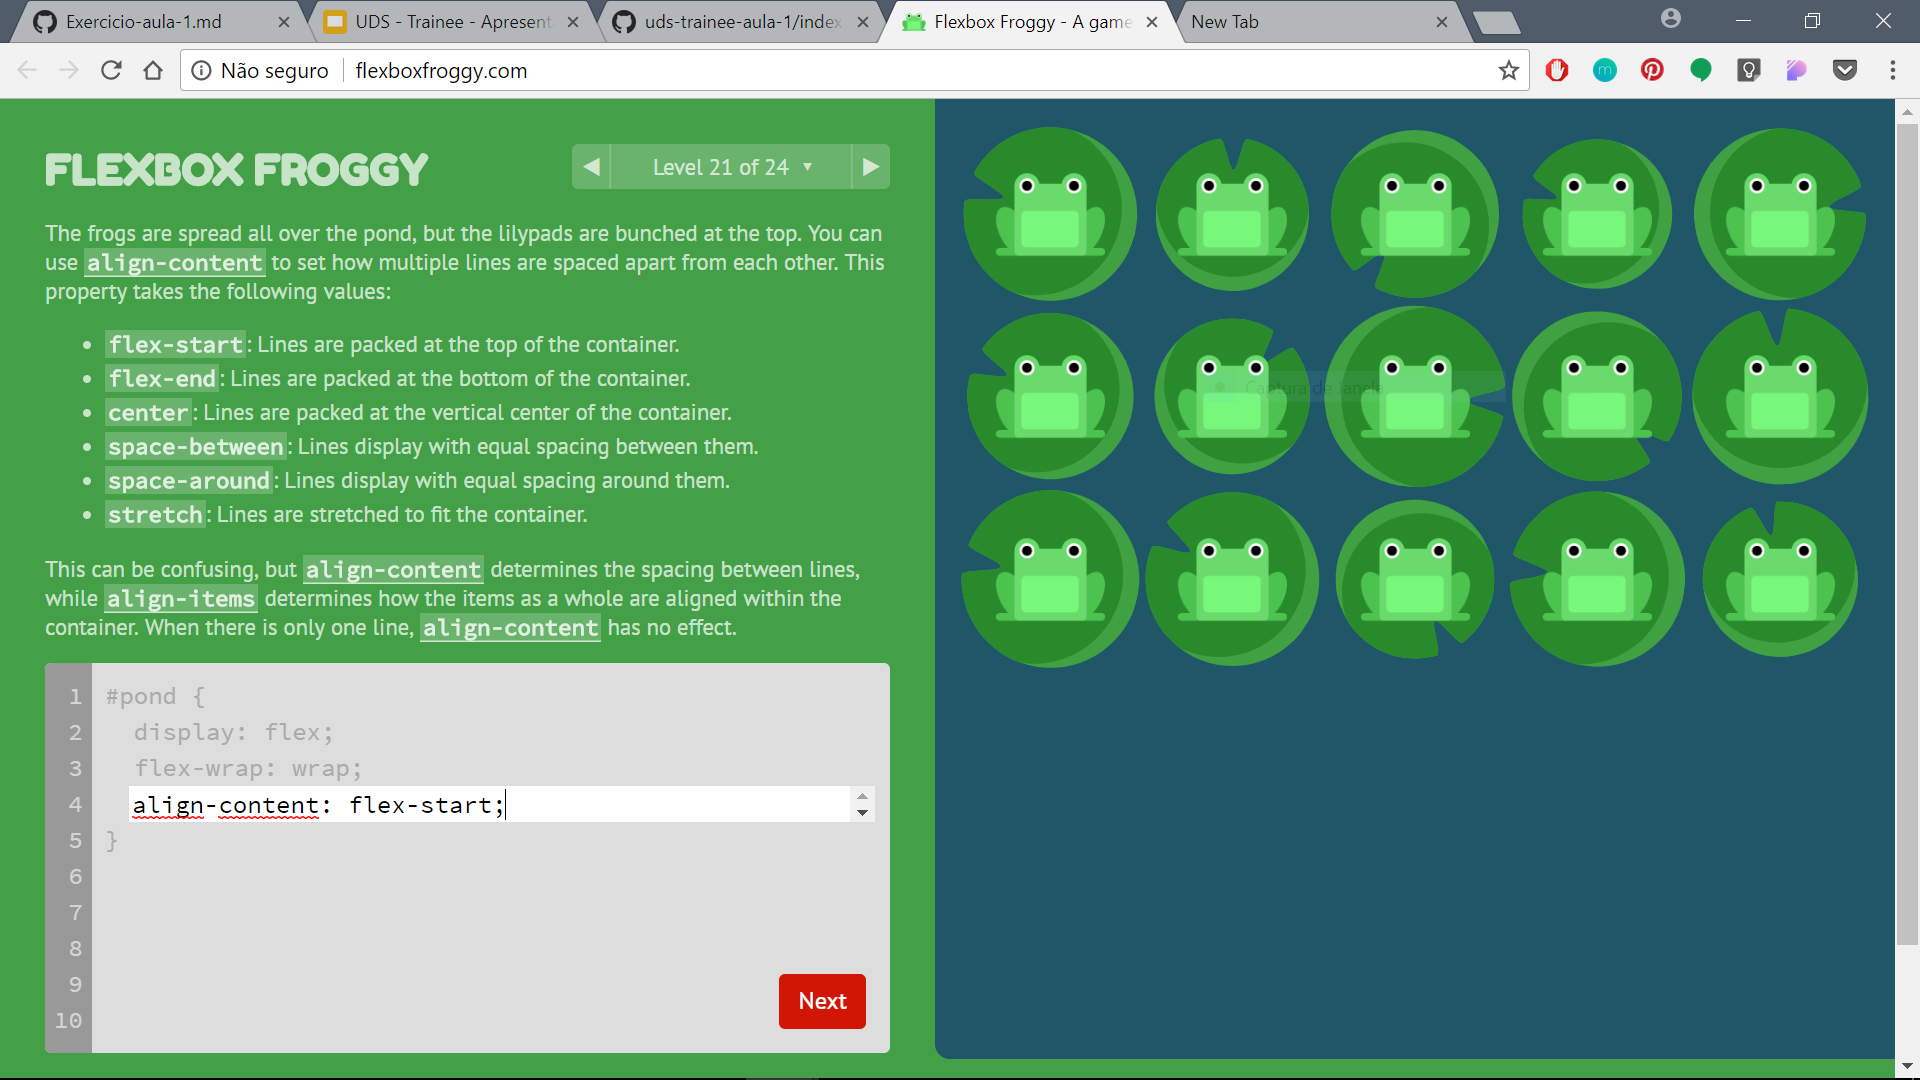 Exercicio-aula-1.md
UDS - Trainee - Apresent
uds-trainee-aula-1/index
Flexbox Froggy - A game
New Tab
Não seguro
flexboxfroggy.com
FLEXBOX FROGGY
Level 21 of 24
The frogs are spread all over the pond, but the lilypads are bunched at the top. You can
use align-content to set how multiple lines are spaced apart from each other. This
property takes the following values:
flex-start: Lines are packed at the top of the container.
flex-end: Lines are packed at the bottom of the container.
center: Lines are packed at the vertical center of the container.
space-between: Lines display with equal spacing between them.
space-around: Lines display with equal spacing around them.
stretch: Lines are stretched to fit the container.
This can be confusing, but align-content determines the spacing between lines,
while align-items determines how the items as a whole are aligned within the
container. When there is only one line, align-content has no effect.
1 #pond {
2 display: flex;
3 flex-wrap: wrap;
4 align-content: flex-start;
5 }
6
7
8
9
10
Next
Captura de Janela
m